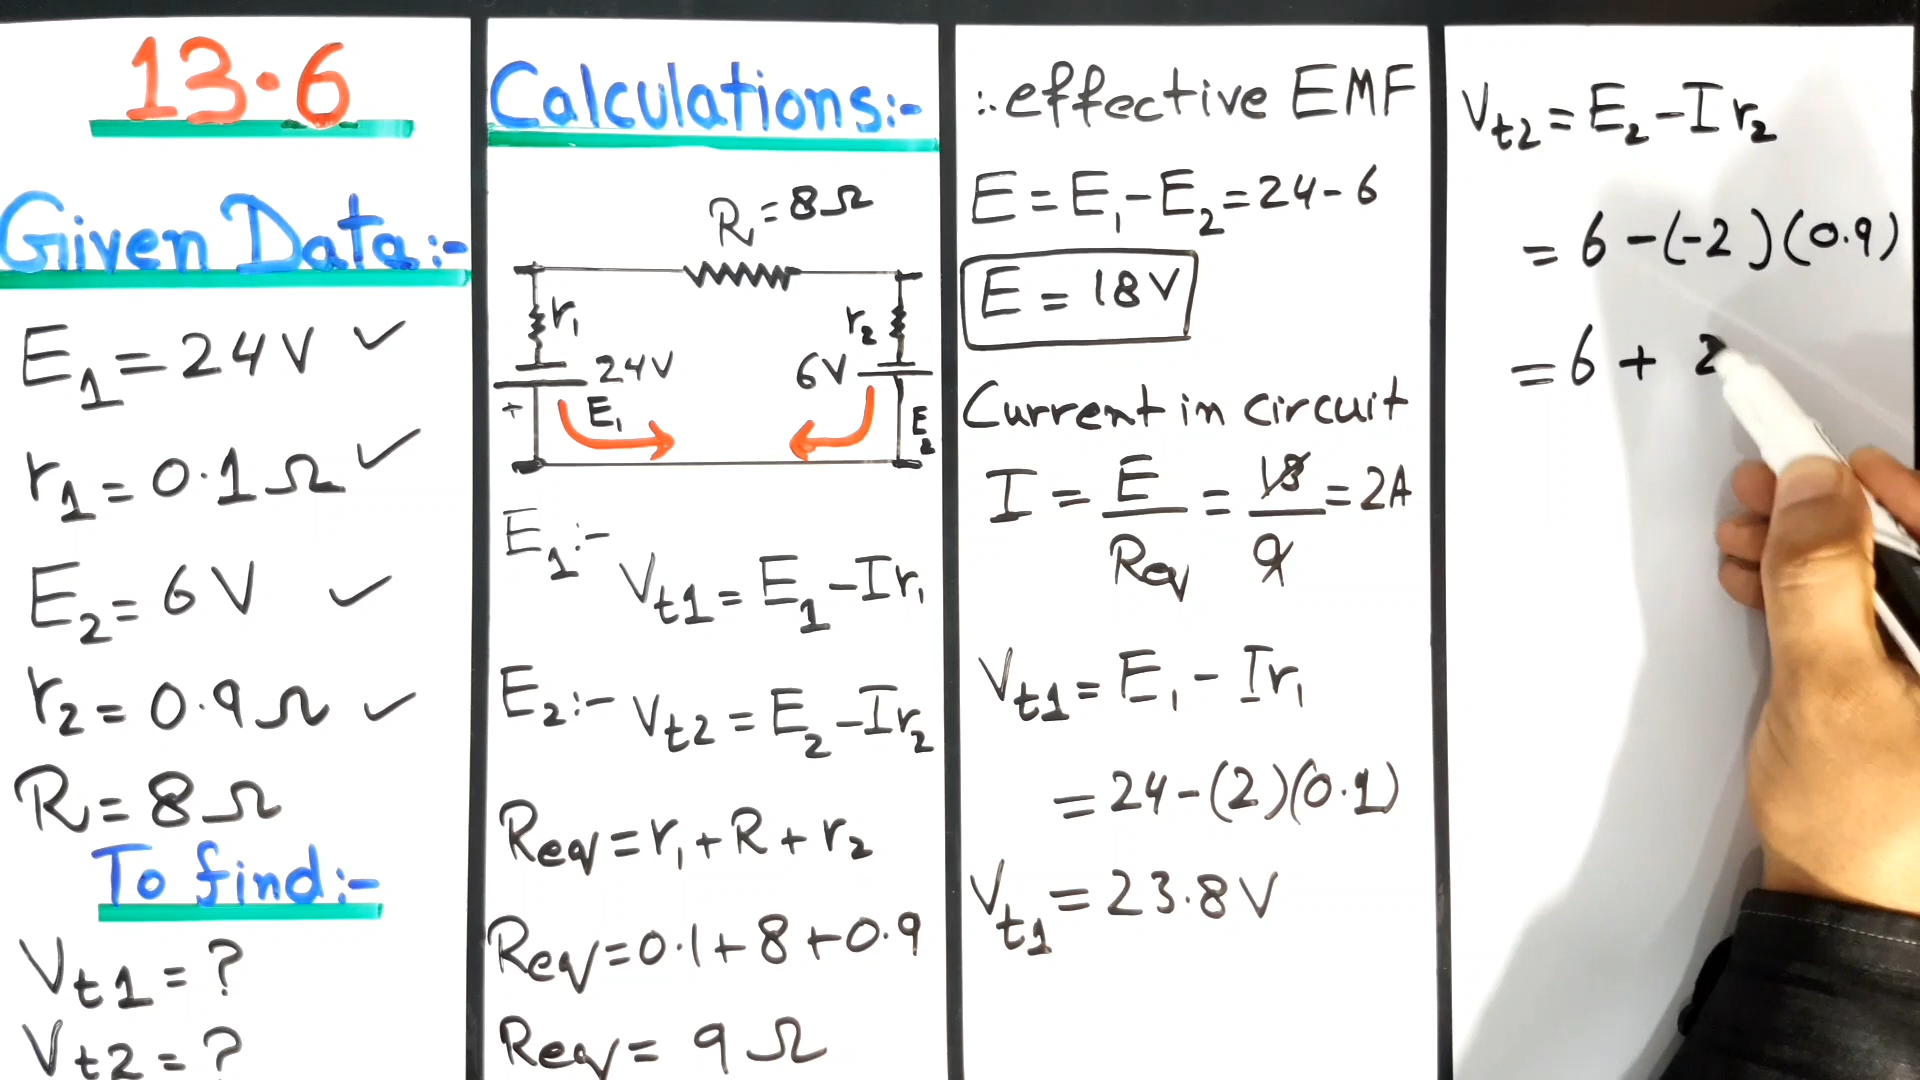 13.6
Given Data:-
E1 = 24V ✓
r1 = 0.1Ω ✓
E2 = 6V ✓
r2 = 0.9Ω ✓
R = 8Ω
To find:-
Vt1 = ?
Vt2 = ?
Calculations:-
R = 8Ω
r1
r2
24V
6V
+
E1
E2
E1:-
Vt1 = E1 - Ir1
E2:- Vt2 = E2 - Ir2
Req = r1 + R + r2
Req = 0.1 + 8 + 0.9
Req = 9Ω
∴ effective EMF
E = E1 - E2 = 24 - 6
E = 18V
Current in circuit
I = E/Req = 18/9 = 2A
Vt1 = E1 - Ir1
= 24 - (2)(0.1)
Vt1 = 23.8V
Vt2 = E2 - Ir2
= 6 - (-2)(0.9)
= 6 +